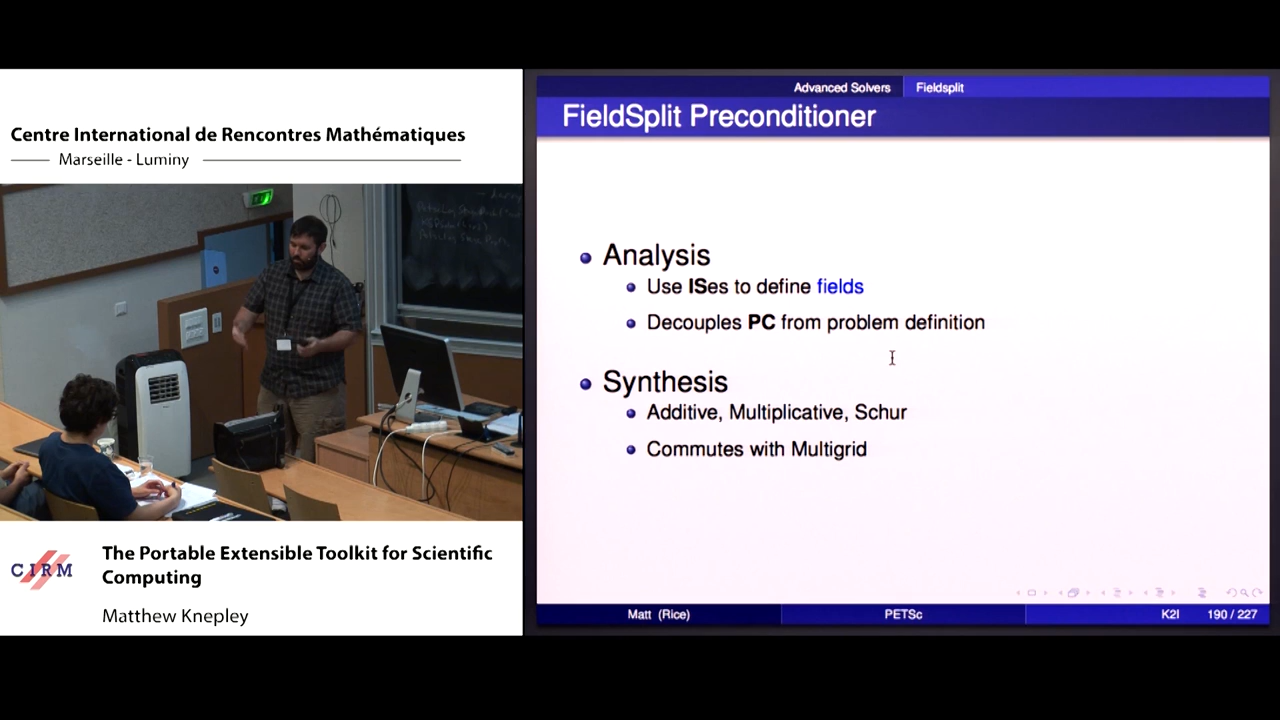 Centre International de Rencontres Mathématiques
Marseille - Luminy
CIRM
The Portable Extensible Toolkit for Scientific
Computing
Matthew Knepley
Advanced Solvers Fieldsplit
FieldSplit Preconditioner
Analysis
Use ISes to define fields
Decouples PC from problem definition
Synthesis
Additive, Multiplicative, Schur
Commutes with Multigrid
Matt (Rice) PETSc K2I 190 / 227